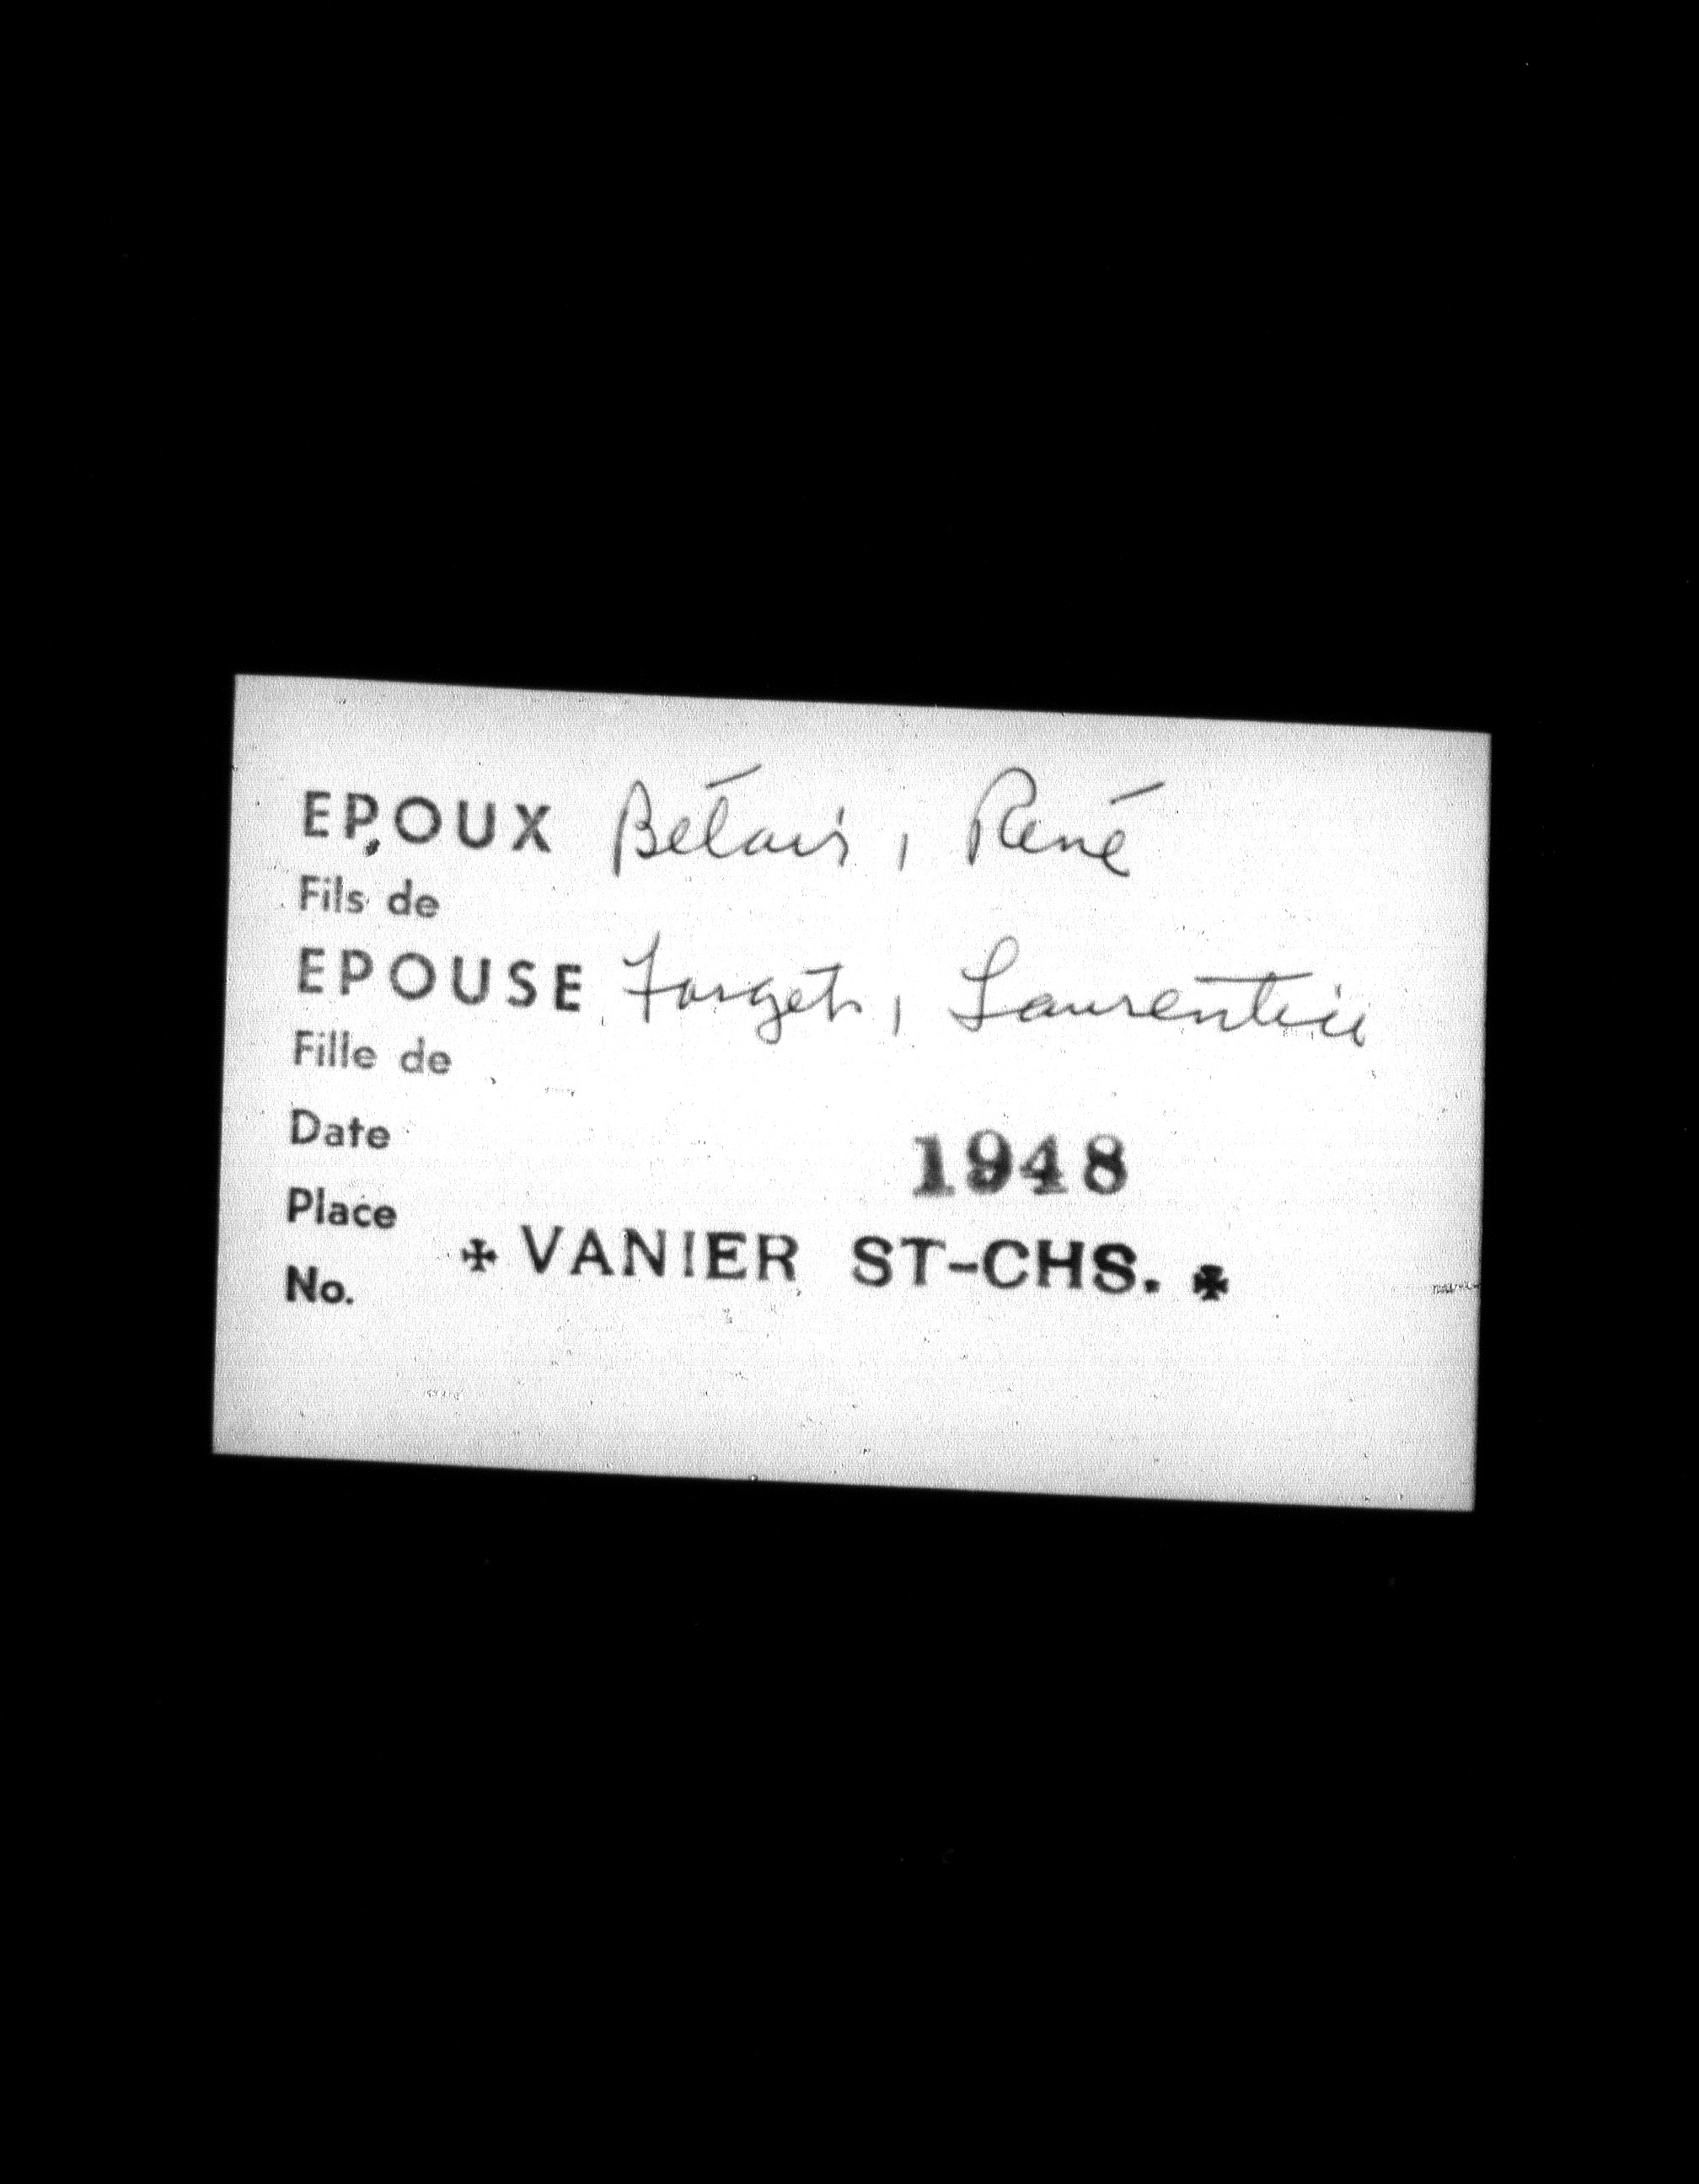 EPOUX Bélair, René
Fils de
EPOUSE Forget, Laurentia
Fille de
Date 1948
Place
✠ VANIER ST-CHS. ✠
No.